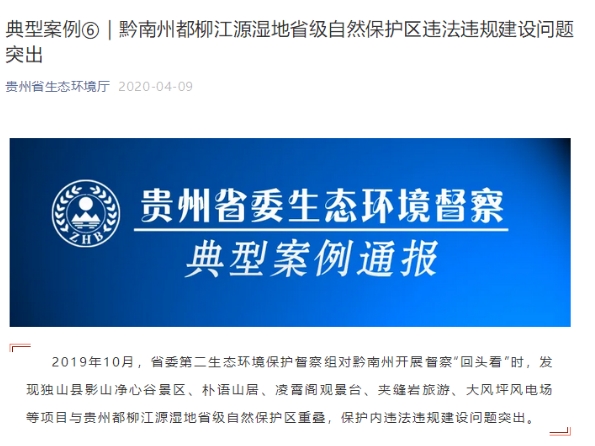 典型案例⑥｜黔南州都柳江源湿地省级自然保护区违法违规建设问题
突出
贵州省生态环境厅 2020-04-09
ZHB
贵州省委生态环境督察
典型案例通报
2019年10月，省委第二生态环境保护督察组对黔南州开展督察“回头看”时，发
现独山县影山净心谷景区、朴语山居、凌霄阁观景台、夹缝岩旅游、大风坪风电场
等项目与贵州都柳江源湿地省级自然保护区重叠，保护内违法违规建设问题突出。